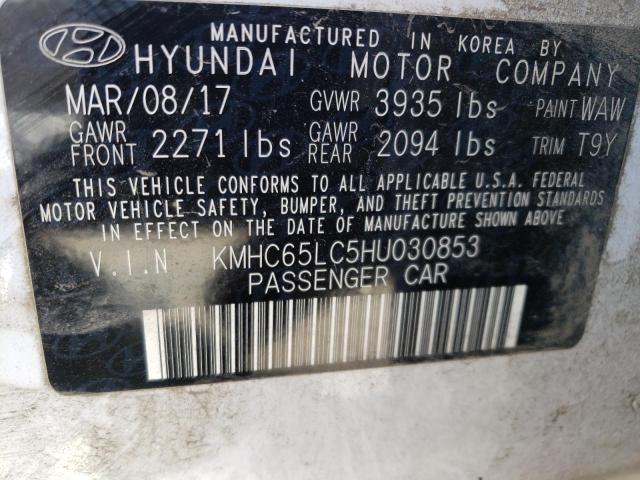 MANUFACTURED IN KOREA BY
HYUNDAI MOTOR COMPANY
MAR/08/17 GVWR 3935 lbs PAINT WAW
GAWR FRONT 2271 lbs GAWR REAR 2094 lbs TRIM T9Y
THIS VEHICLE CONFORMS TO ALL APPLICABLE U.S.A. FEDERAL
MOTOR VEHICLE SAFETY, BUMPER, AND THEFT PREVENTION STANDARDS
IN EFFECT ON THE DATE OF MANUFACTURE SHOWN ABOVE.
V.I.N KMHC65LC5HU030853
PASSENGER CAR